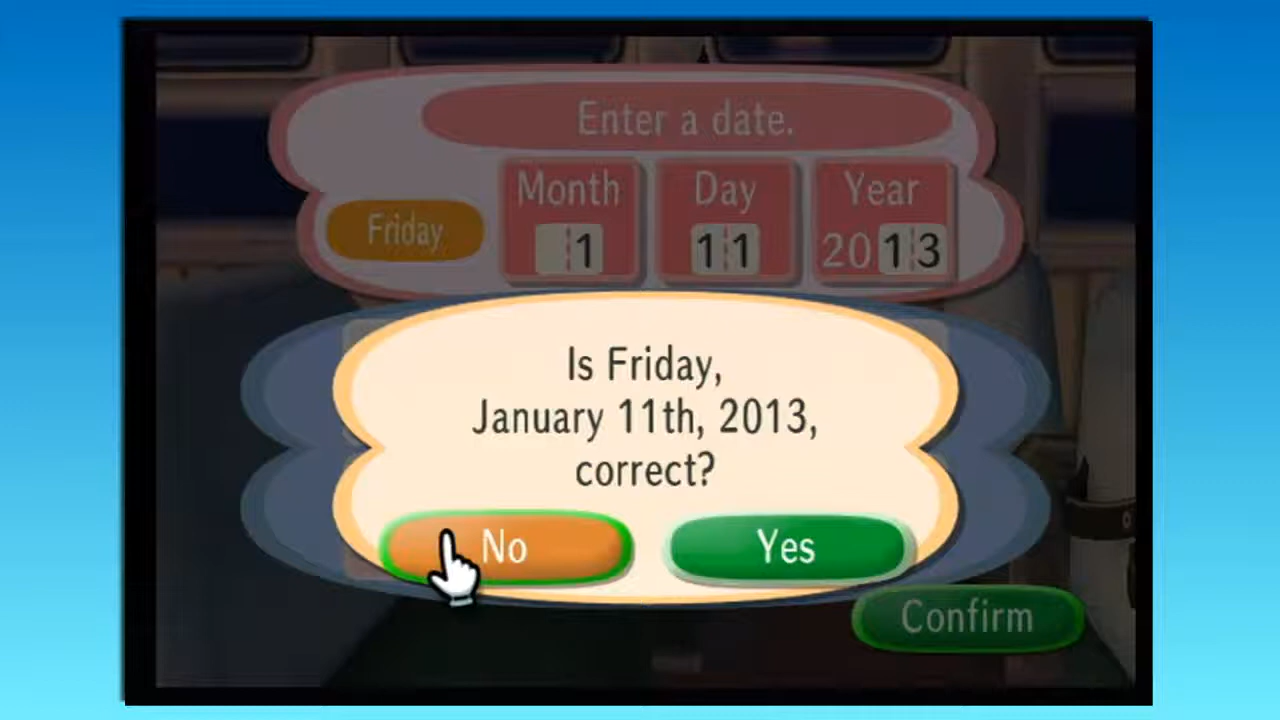 Enter a date.
Month Day Year
Friday 1 11 2013
Is Friday,
January 11th, 2013,
correct?
No Yes
Confirm